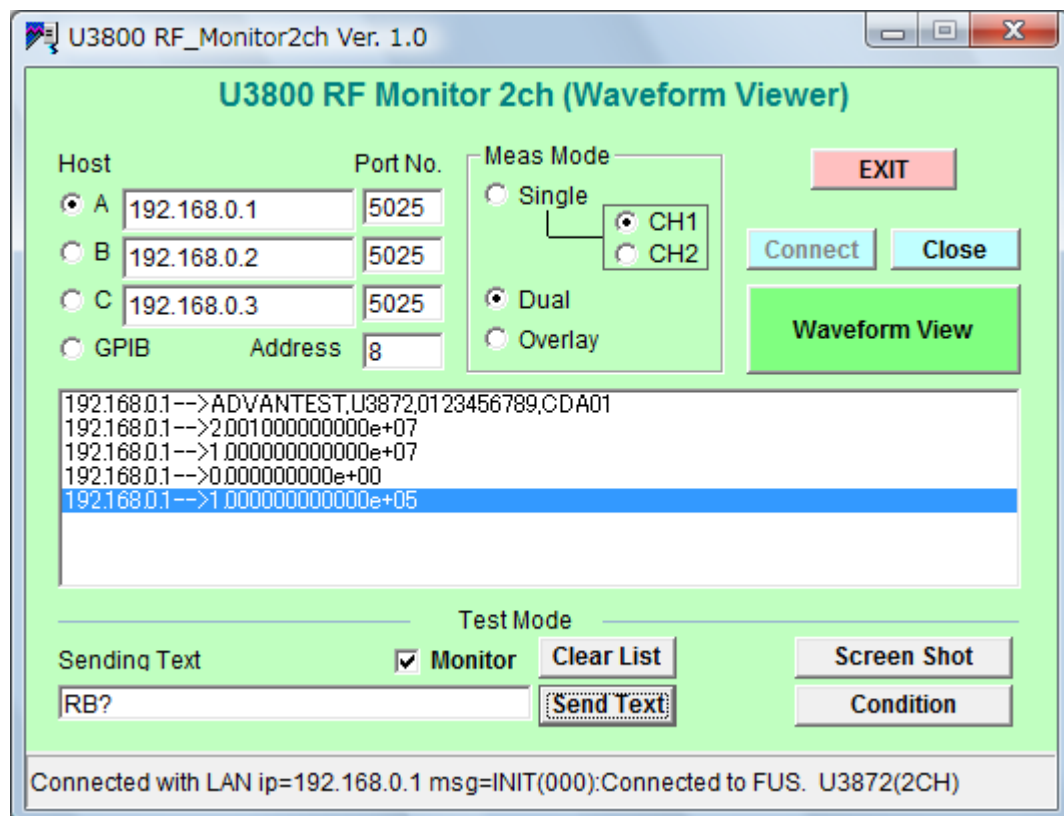 U3800 RF_Monitor2ch Ver. 1.0
U3800 RF Monitor 2ch (Waveform Viewer)
Host Port No.
A 192.168.0.1 5025
B 192.168.0.2 5025
C 192.168.0.3 5025
GPIB Address 8
Meas Mode
Single
CH1
CH2
Dual
Overlay
EXIT
Connect Close
Waveform View
192.168.0.1-->ADVANTEST,U3872,0123456789,CDA01
192.168.0.1-->2.001000000000e+07
192.168.0.1-->1.000000000000e+07
192.168.0.1-->0.000000000e+00
192.168.0.1-->1.000000000000e+05
Test Mode
Sending Text Monitor Clear List Screen Shot
RB? Send Text Condition
Connected with LAN ip=192.168.0.1 msg=INIT(000):Connected to FUS. U3872(2CH)